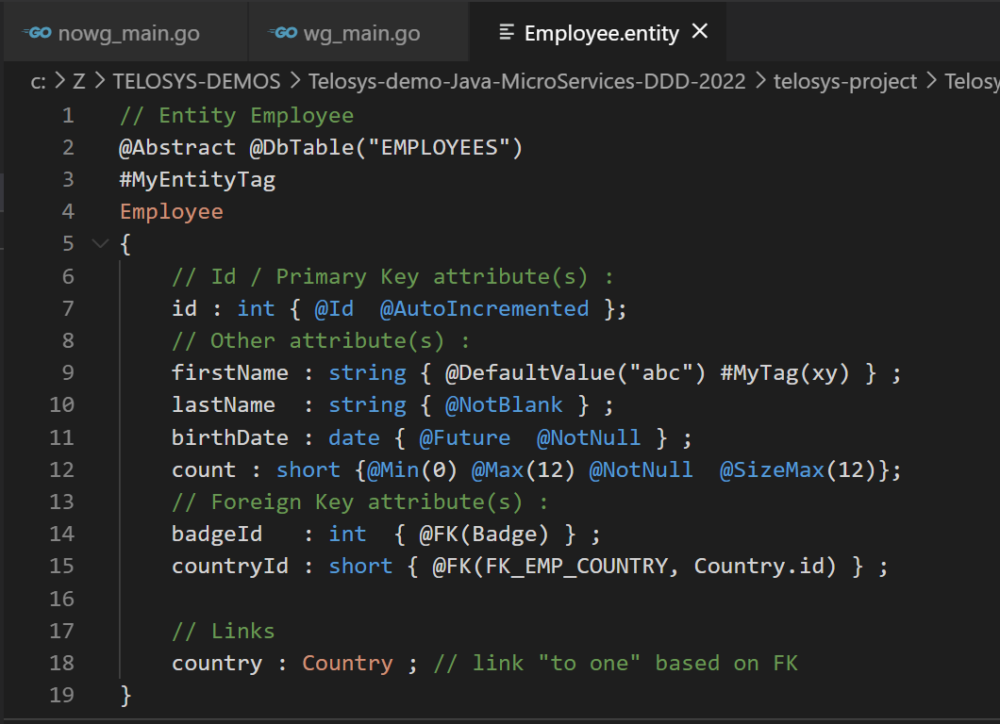 nowg_main.go wg_main.go Employee.entity
c: > Z > TELOSYS-DEMOS > Telosys-demo-Java-MicroServices-DDD-2022 > telosys-project > Telosy
1 // Entity Employee
2 @Abstract @DbTable("EMPLOYEES")
3 #MyEntityTag
4 Employee
5 {
6 // Id / Primary Key attribute(s) :
7 id : int { @Id  @AutoIncremented };
8 // Other attribute(s) :
9 firstName : string { @DefaultValue("abc") #MyTag(xy) } ;
10 lastName  : string { @NotBlank } ;
11 birthDate : date { @Future  @NotNull } ;
12 count : short {@Min(0) @Max(12) @NotNull  @SizeMax(12)};
13 // Foreign Key attribute(s) :
14 badgeId   : int  { @FK(Badge) } ;
15 countryId : short { @FK(FK_EMP_COUNTRY, Country.id) } ;
16
17 // Links
18 country : Country ; // link "to one" based on FK
19 }